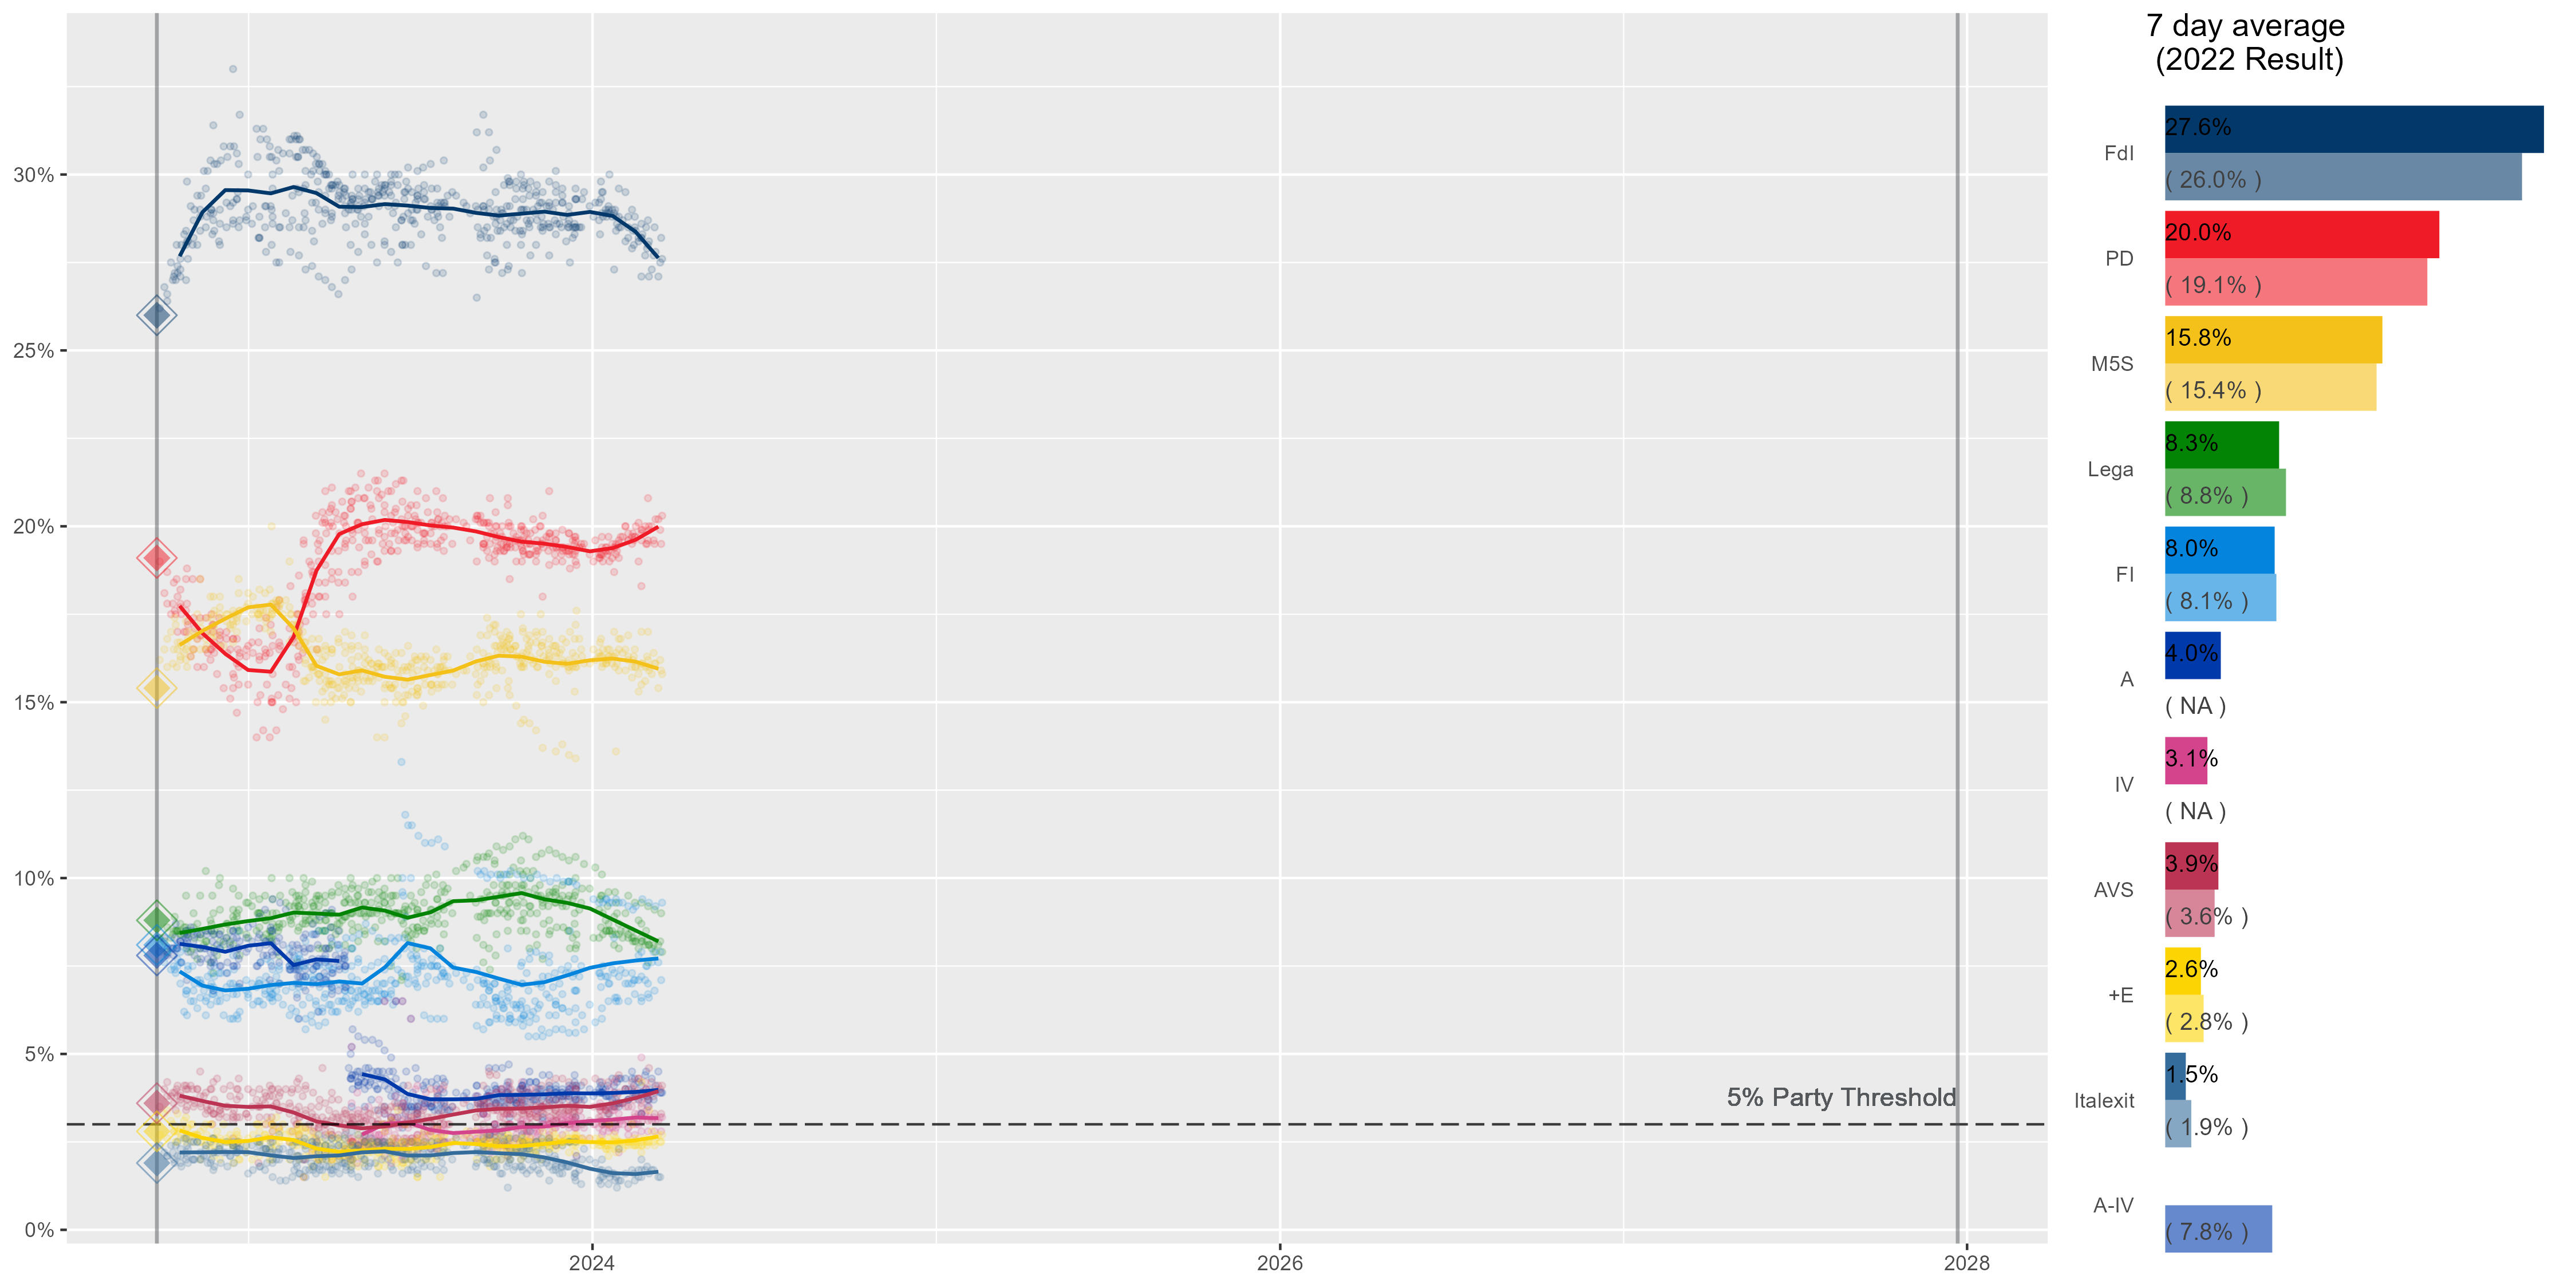 30%
25%
20%
15%
10%
5%
0%
5% Party Threshold
2024
2026
2028
7 day average
(2022 Result)
FdI
27.6%
( 26.0% )
PD
20.0%
( 19.1% )
M5S
15.8%
( 15.4% )
Lega
8.3%
( 8.8% )
FI
8.0%
( 8.1% )
A
4.0%
( NA )
IV
3.1%
( NA )
AVS
3.9%
( 3.6% )
+E
2.6%
( 2.8% )
Italexit
1.5%
( 1.9% )
A-IV
( 7.8% )